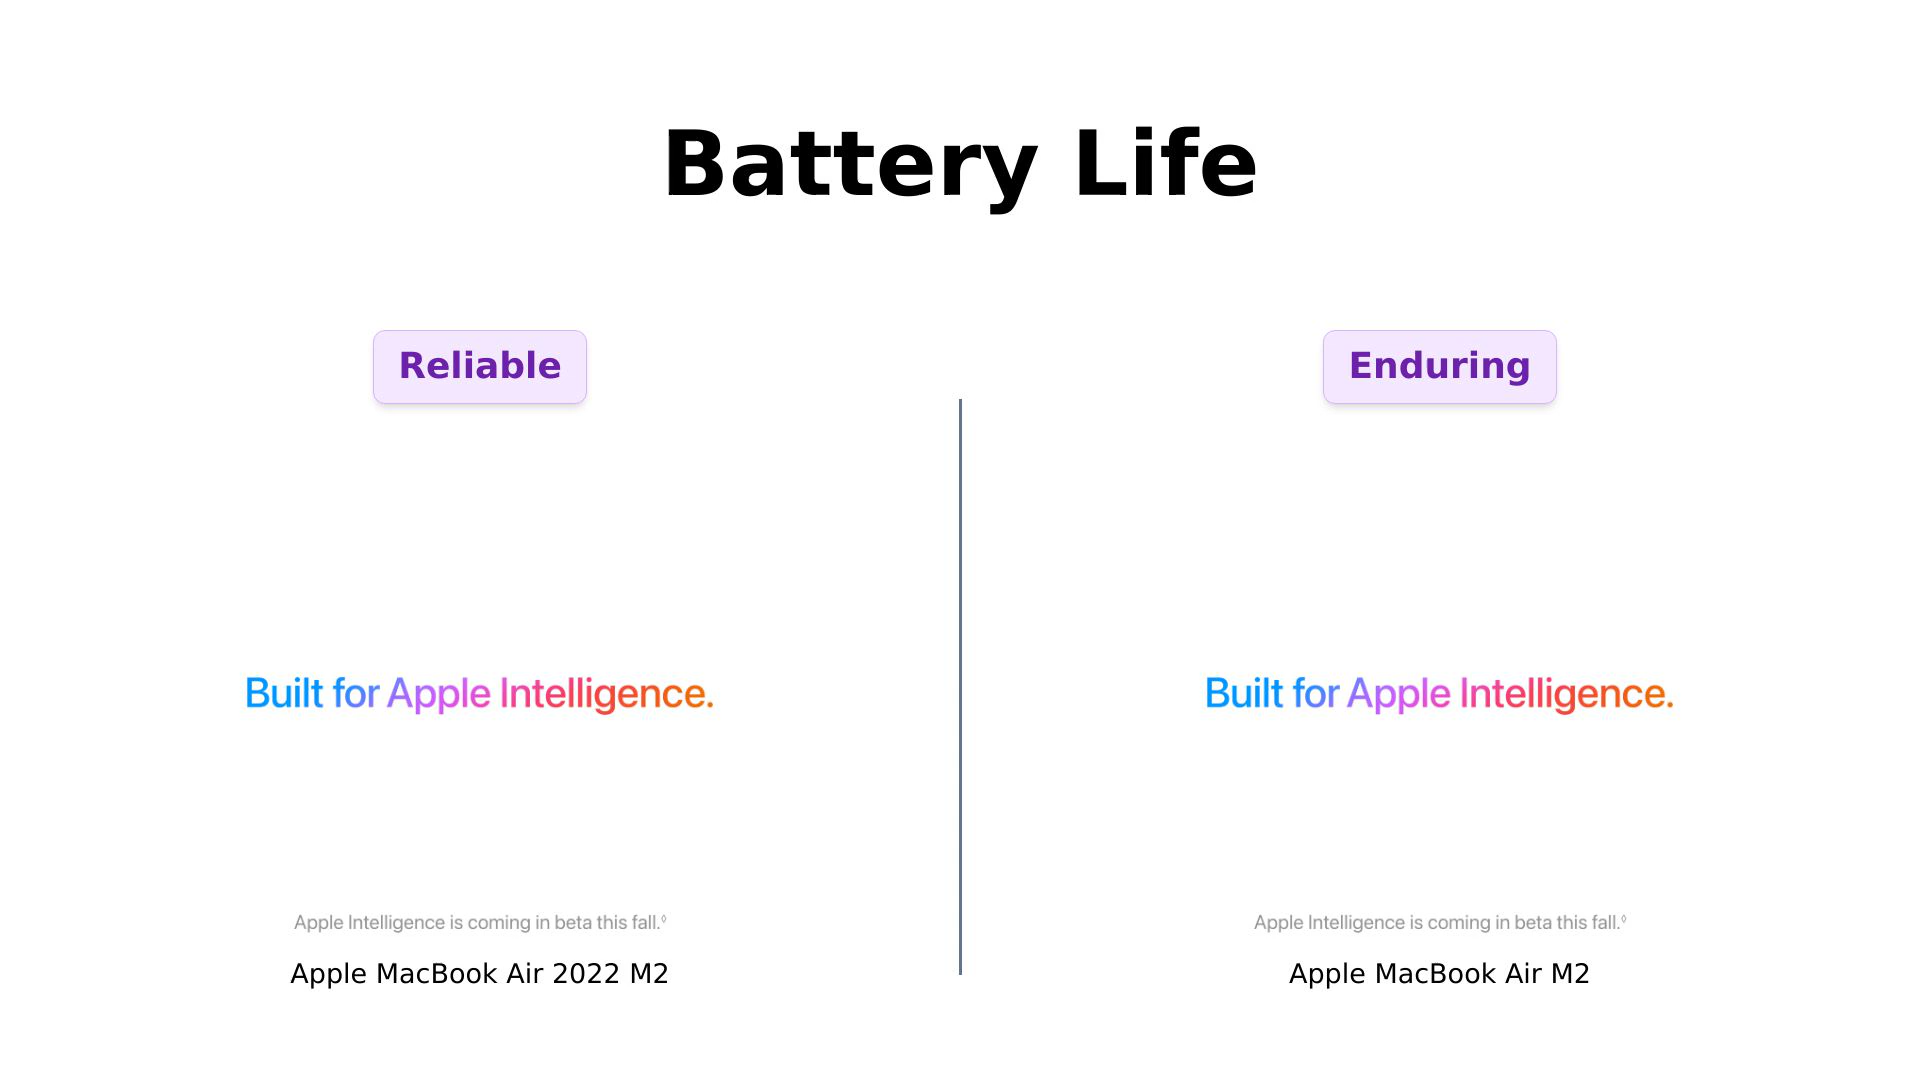 Battery Life
Reliable
Enduring
Built for Apple Intelligence.
Built for Apple Intelligence.
Apple Intelligence is coming in beta this fall.◊
Apple Intelligence is coming in beta this fall.◊
Apple MacBook Air 2022 M2
Apple MacBook Air M2